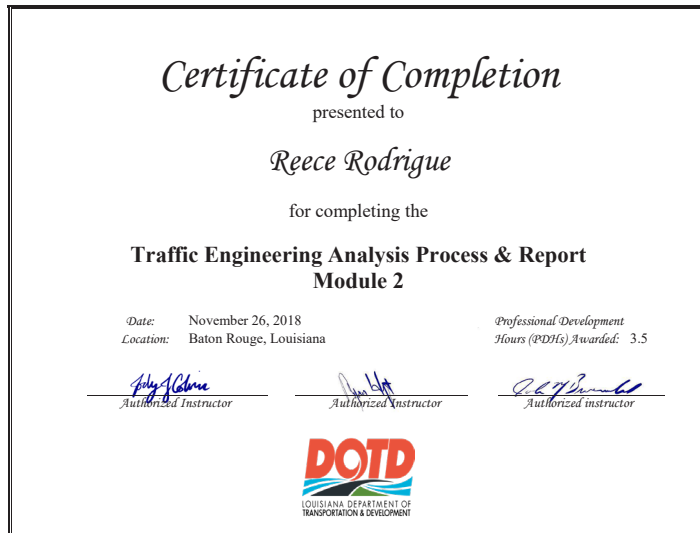 Certificate of Completion
presented to
Reece Rodrigue
for completing the
Traffic Engineering Analysis Process & Report
Module 2
Date: November 26, 2018
Location: Baton Rouge, Louisiana
Professional Development
Hours (PDHs) Awarded: 3.5
Authorized Instructor
Authorized Instructor
Authorized instructor
DOTD
LOUISIANA DEPARTMENT OF
TRANSPORTATION & DEVELOPMENT